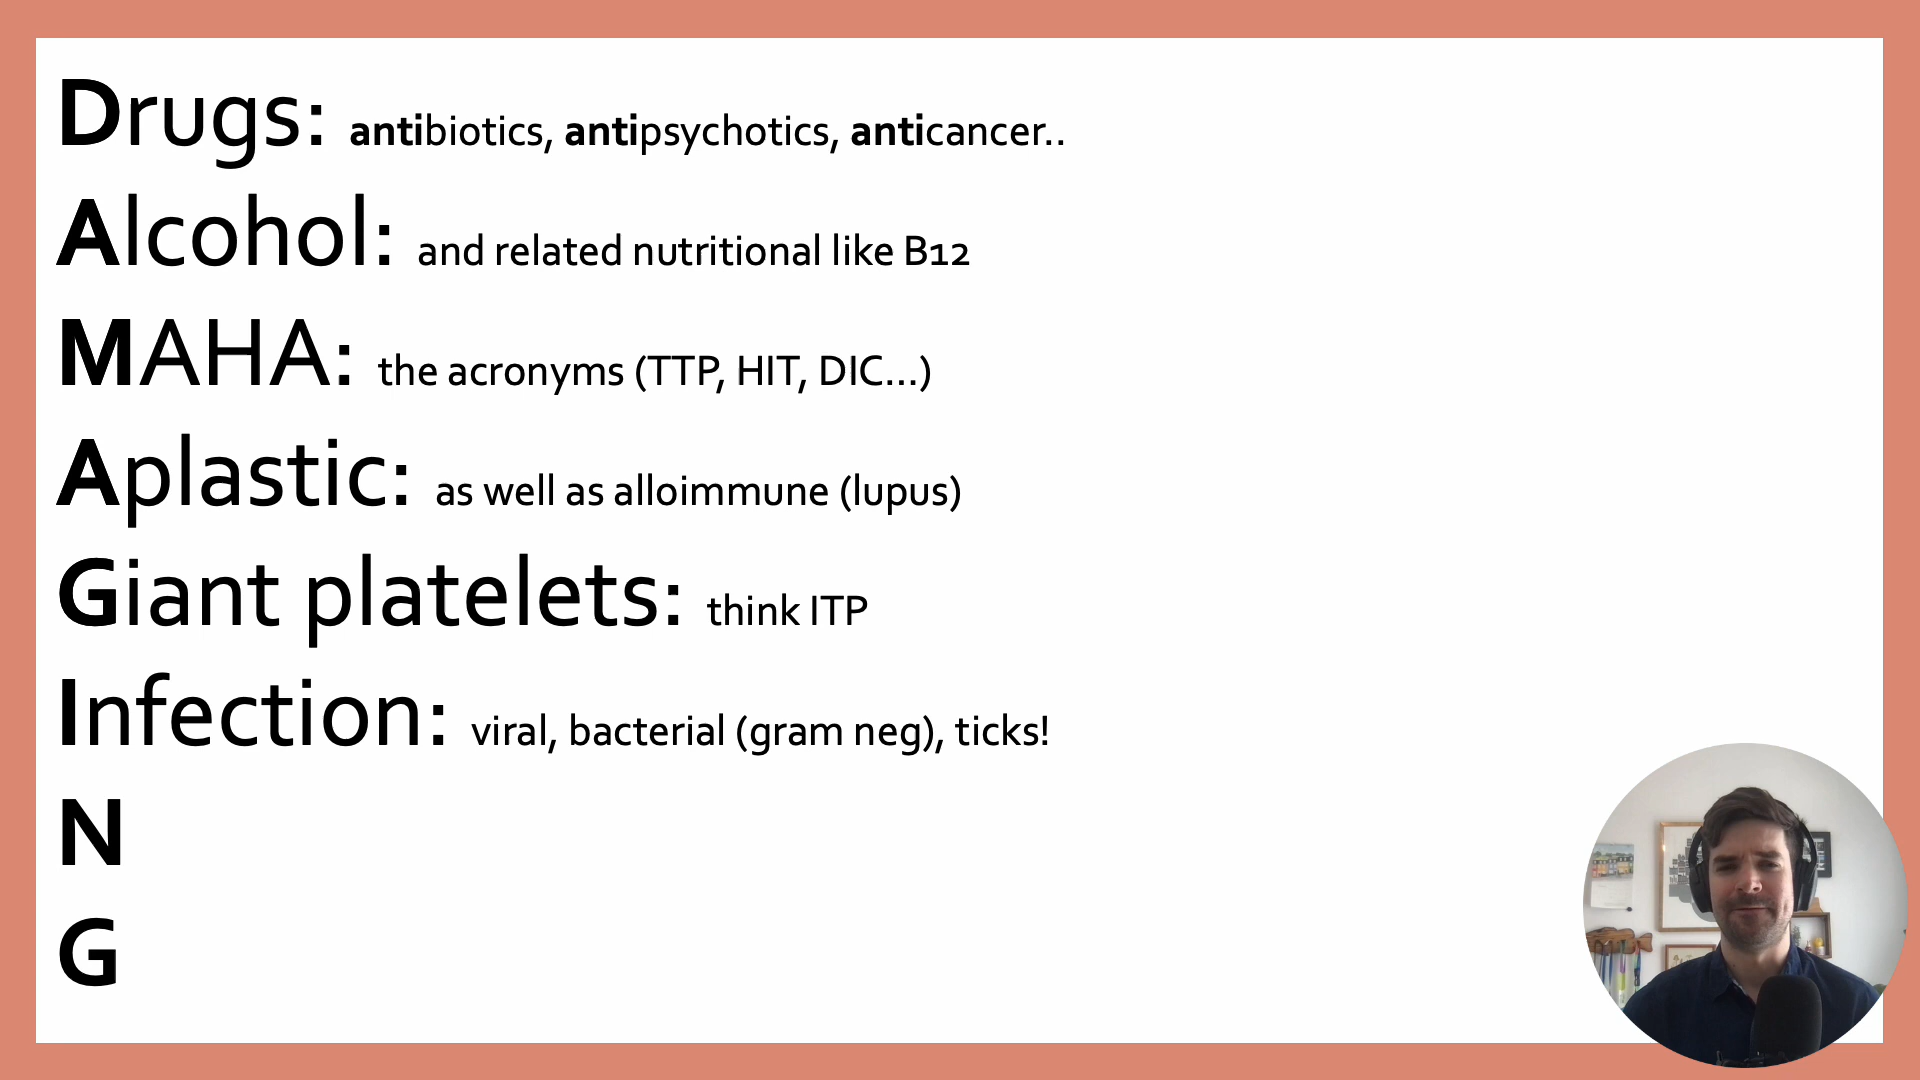 Drugs: antibiotics, antipsychotics, anticancer..
Alcohol: and related nutritional like B12
MAHA: the acronyms (TTP, HIT, DIC...)
Aplastic: as well as alloimmune (lupus)
Giant platelets: think ITP
Infection: viral, bacterial (gram neg), ticks!
N
G